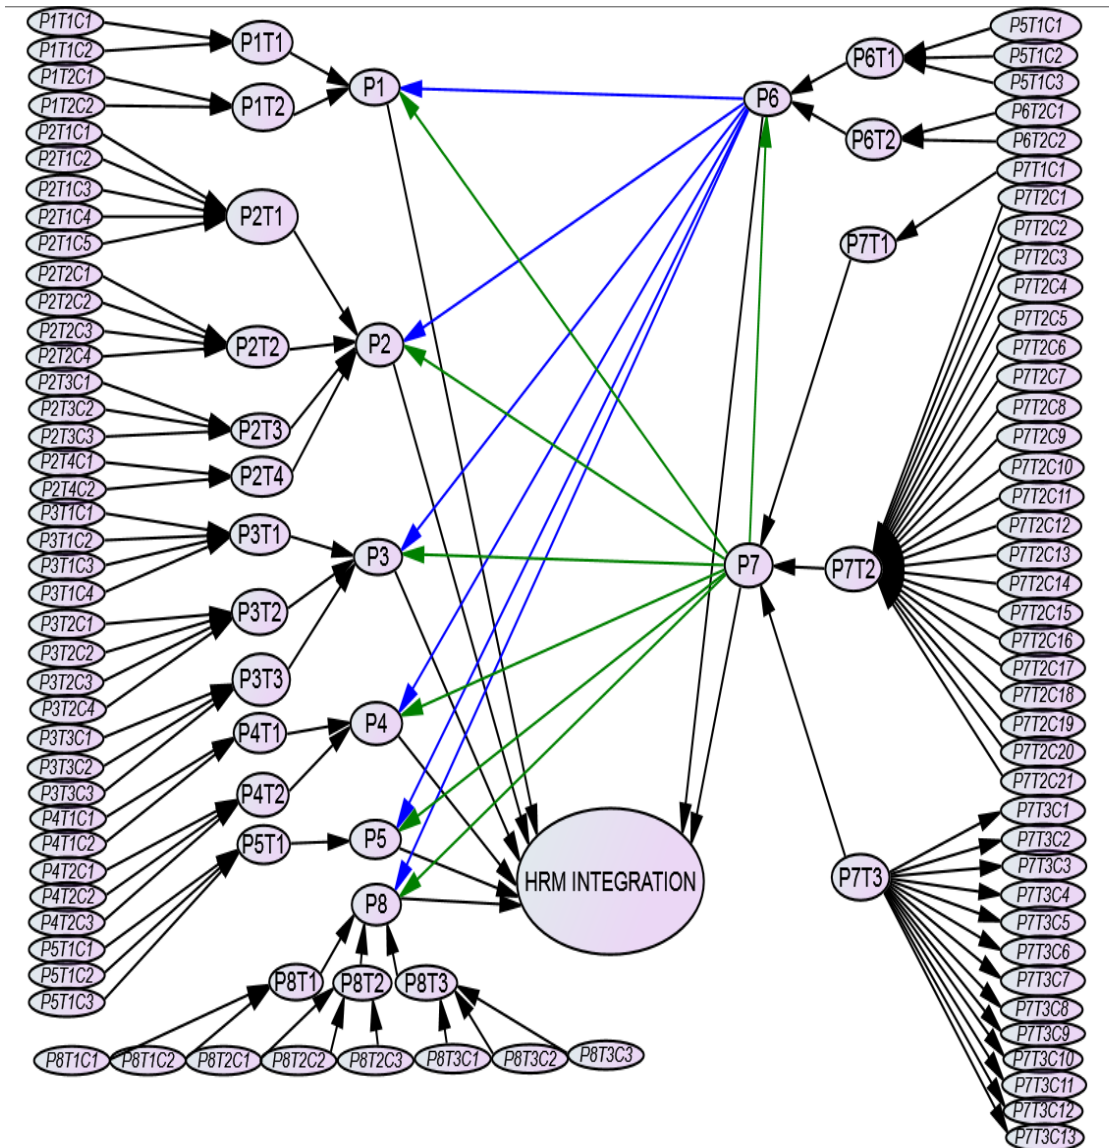 P1T1C1
P1T1C2
P1T2C1
P1T2C2
P2T1C1
P2T1C2
P2T1C3
P2T1C4
P2T1C5
P2T2C1
P2T2C2
P2T2C3
P2T2C4
P2T3C1
P2T3C2
P2T3C3
P2T4C1
P2T4C2
P3T1C1
P3T1C2
P3T1C3
P3T1C4
P3T2C1
P3T2C2
P3T2C3
P3T2C4
P3T3C1
P3T3C2
P3T3C3
P4T1C1
P4T1C2
P4T2C1
P4T2C2
P4T2C3
P5T1C1
P5T1C2
P5T1C3
P1T1
P1T2
P2T1
P2T2
P2T3
P2T4
P3T1
P3T2
P3T3
P4T1
P4T2
P5T1
P1
P2
P3
P4
P5
P8
P8T1
P8T2
P8T3
P8T1C1
P8T1C2
P8T2C1
P8T2C2
P8T2C3
P8T3C1
P8T3C2
P8T3C3
HRM INTEGRATION
P6
P7
P6T1
P6T2
P7T1
P7T2
P7T3
P5T1C1
P5T1C2
P5T1C3
P6T2C1
P6T2C2
P7T1C1
P7T2C1
P7T2C2
P7T2C3
P7T2C4
P7T2C5
P7T2C6
P7T2C7
P7T2C8
P7T2C9
P7T2C10
P7T2C11
P7T2C12
P7T2C13
P7T2C14
P7T2C15
P7T2C16
P7T2C17
P7T2C18
P7T2C19
P7T2C20
P7T2C21
P7T3C1
P7T3C2
P7T3C3
P7T3C4
P7T3C5
P7T3C6
P7T3C7
P7T3C8
P7T3C9
P7T3C10
P7T3C11
P7T3C12
P7T3C13